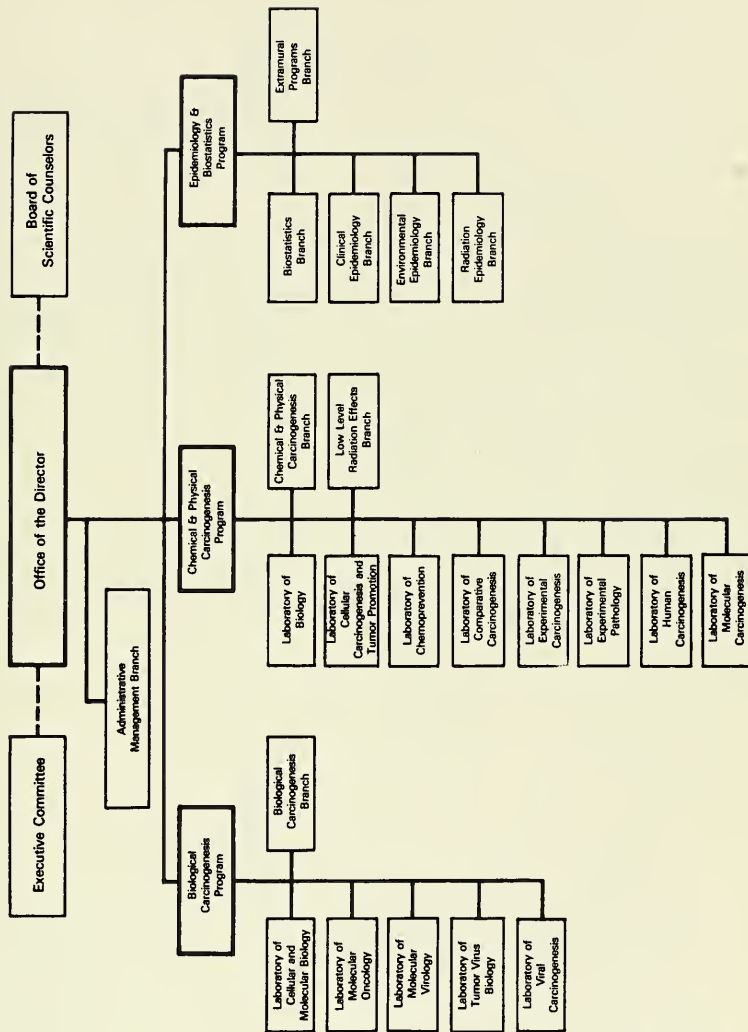 Executive Committee
Office of the Director
Board of
Scientific Counselors
Administrative
Management Branch
Biological
Carcinogenesis
Program
Biological
Carcinogenesis
Branch
Laboratory of
Cellular and
Molecular Biology
Laboratory of
Molecular
Oncology
Laboratory of
Molecular
Virology
Laboratory of
Tumor Virus
Biology
Laboratory of
Viral
Carcinogenesis
Chemical & Physical
Carcinogenesis
Program
Laboratory of
Biology
Chemical & Physical
Carcinogenesis
Branch
Laboratory of
Cellular
Carcinogenesis and
Tumor Promotion
Low Level
Radiation Effects
Branch
Laboratory of
Chemoprevention
Laboratory of
Comparative
Carcinogenesis
Laboratory of
Experimental
Carcinogenesis
Laboratory of
Experimental
Pathology
Laboratory of
Human
Carcinogenesis
Laboratory of
Molecular
Carcinogenesis
Epidemiology &
Biostatistics
Program
Biostatistics
Branch
Extramural
Programs
Branch
Clinical
Epidemiology
Branch
Environmental
Epidemiology
Branch
Radiation
Epidemiology
Branch